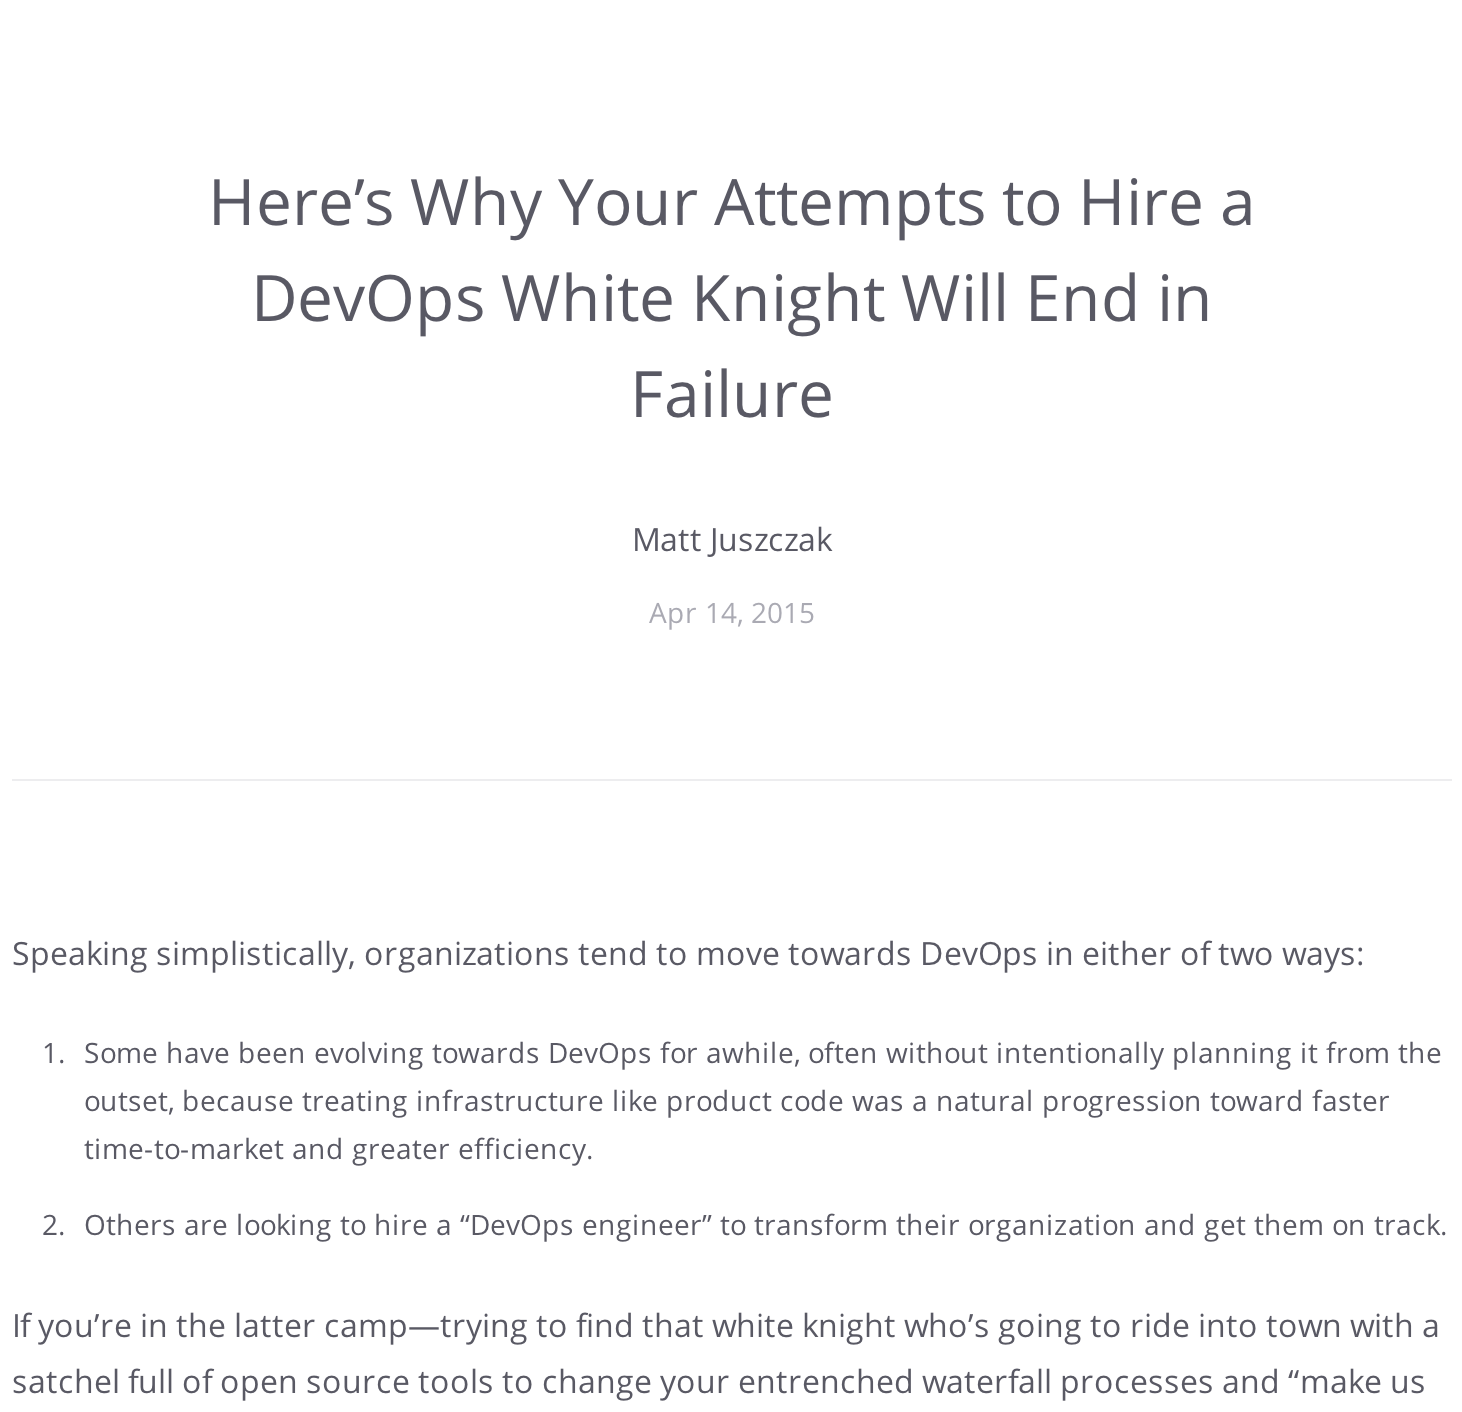 Here’s Why Your Attempts to Hire a
DevOps White Knight Will End in
Failure
Matt Juszczak
Apr 14, 2015
Speaking simplistically, organizations tend to move towards DevOps in either of two ways:
1. Some have been evolving towards DevOps for awhile, often without intentionally planning it from the
outset, because treating infrastructure like product code was a natural progression toward faster
time-to-market and greater efficiency.
2. Others are looking to hire a “DevOps engineer” to transform their organization and get them on track.
If you’re in the latter camp—trying to find that white knight who’s going to ride into town with a
satchel full of open source tools to change your entrenched waterfall processes and “make us